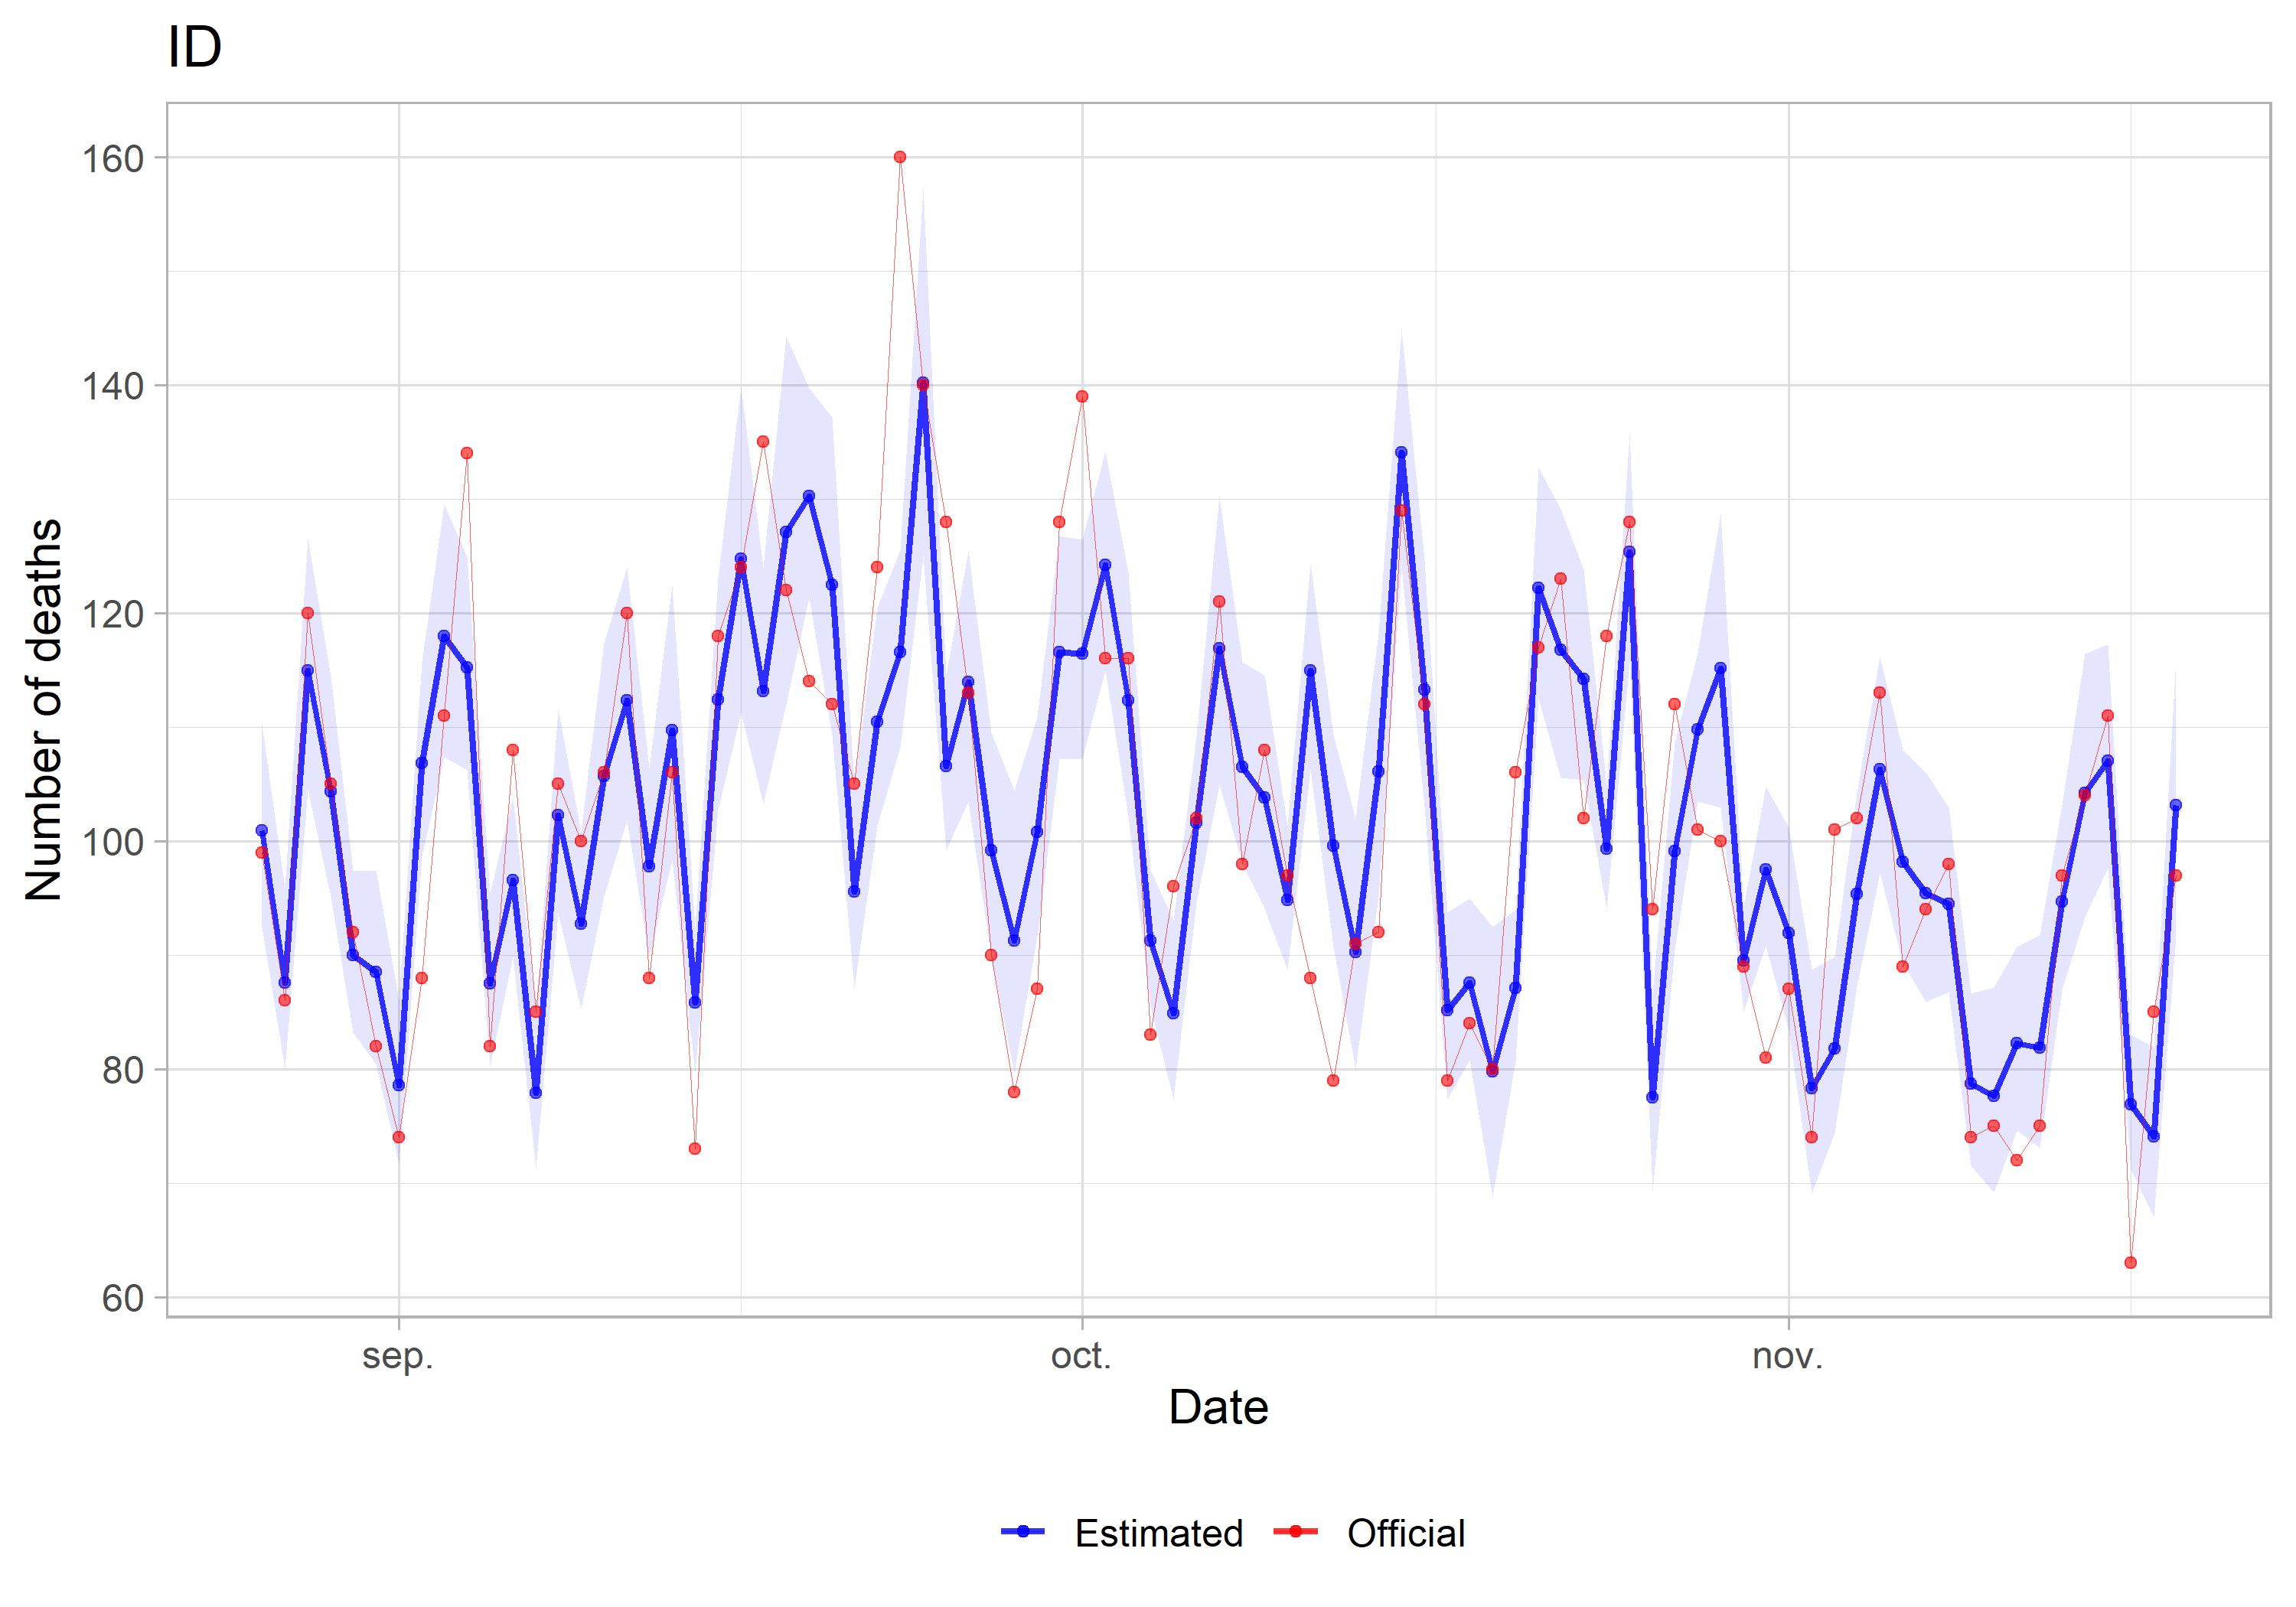 ID
Number of deaths
160
140
120
100
80
60
sep. oct. nov.
Date
Estimated Official